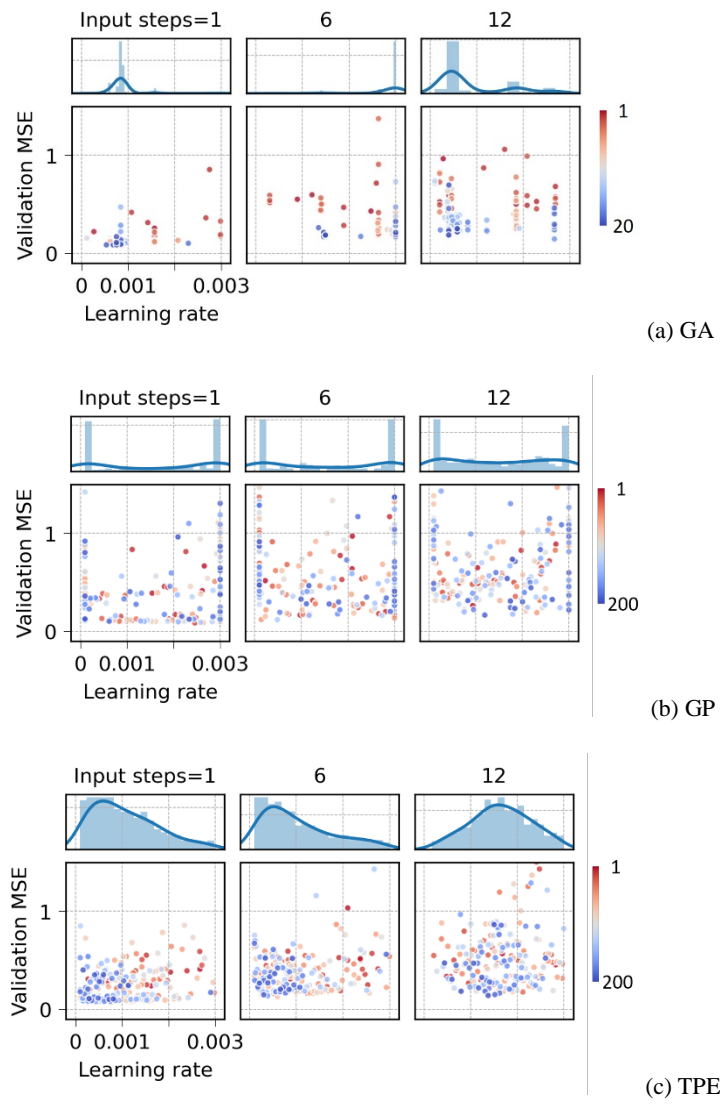 Input steps=1 6 12
1
Validation MSE
1
20
0
0 0.001 0.003
Learning rate
(a) GA
Input steps=1 6 12
1
Validation MSE
1
200
0
0 0.001 0.003
Learning rate
(b) GP
Input steps=1 6 12
1
Validation MSE
1
200
0
0 0.001 0.003
Learning rate
(c) TPE